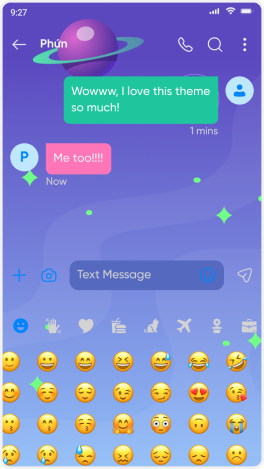 9:27
Phún
Wowww, I love this theme
so much!
1 mins
P
Me too!!!!
Now
Text Message